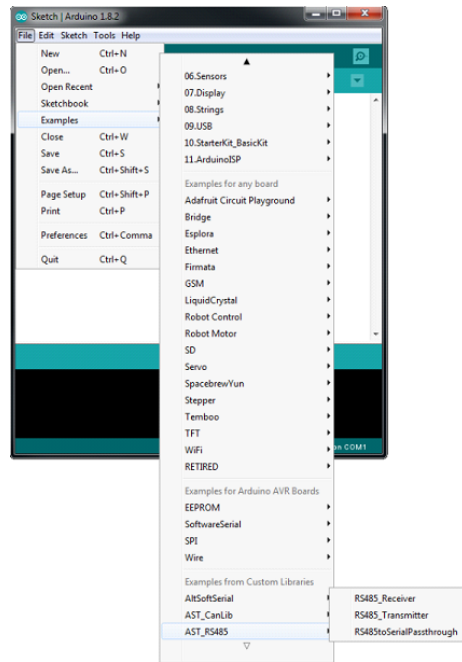 Sketch | Arduino 1.8.2
File Edit Sketch Tools Help
New Ctrl+N
Open... Ctrl+O
Open Recent
Sketchbook
Examples
Close Ctrl+W
Save Ctrl+S
Save As... Ctrl+Shift+S
Page Setup Ctrl+Shift+P
Print Ctrl+P
Preferences Ctrl+Comma
Quit Ctrl+Q
06.Sensors
07.Display
08.Strings
09.USB
10.StarterKit_BasicKit
11.ArduinoISP
Examples for any board
Adafruit Circuit Playground
Bridge
Esplora
Ethernet
Firmata
GSM
LiquidCrystal
Robot Control
Robot Motor
SD
Servo
SpacebrewYun
Stepper
Temboo
TFT
WiFi
RETIRED
Examples for Arduino AVR Boards
EEPROM
SoftwareSerial
SPI
Wire
Examples from Custom Libraries
AltSoftSerial
AST_CanLib
AST_RS485
RS485_Receiver
RS485_Transmitter
RS485toSerialPassthrough
on COM1